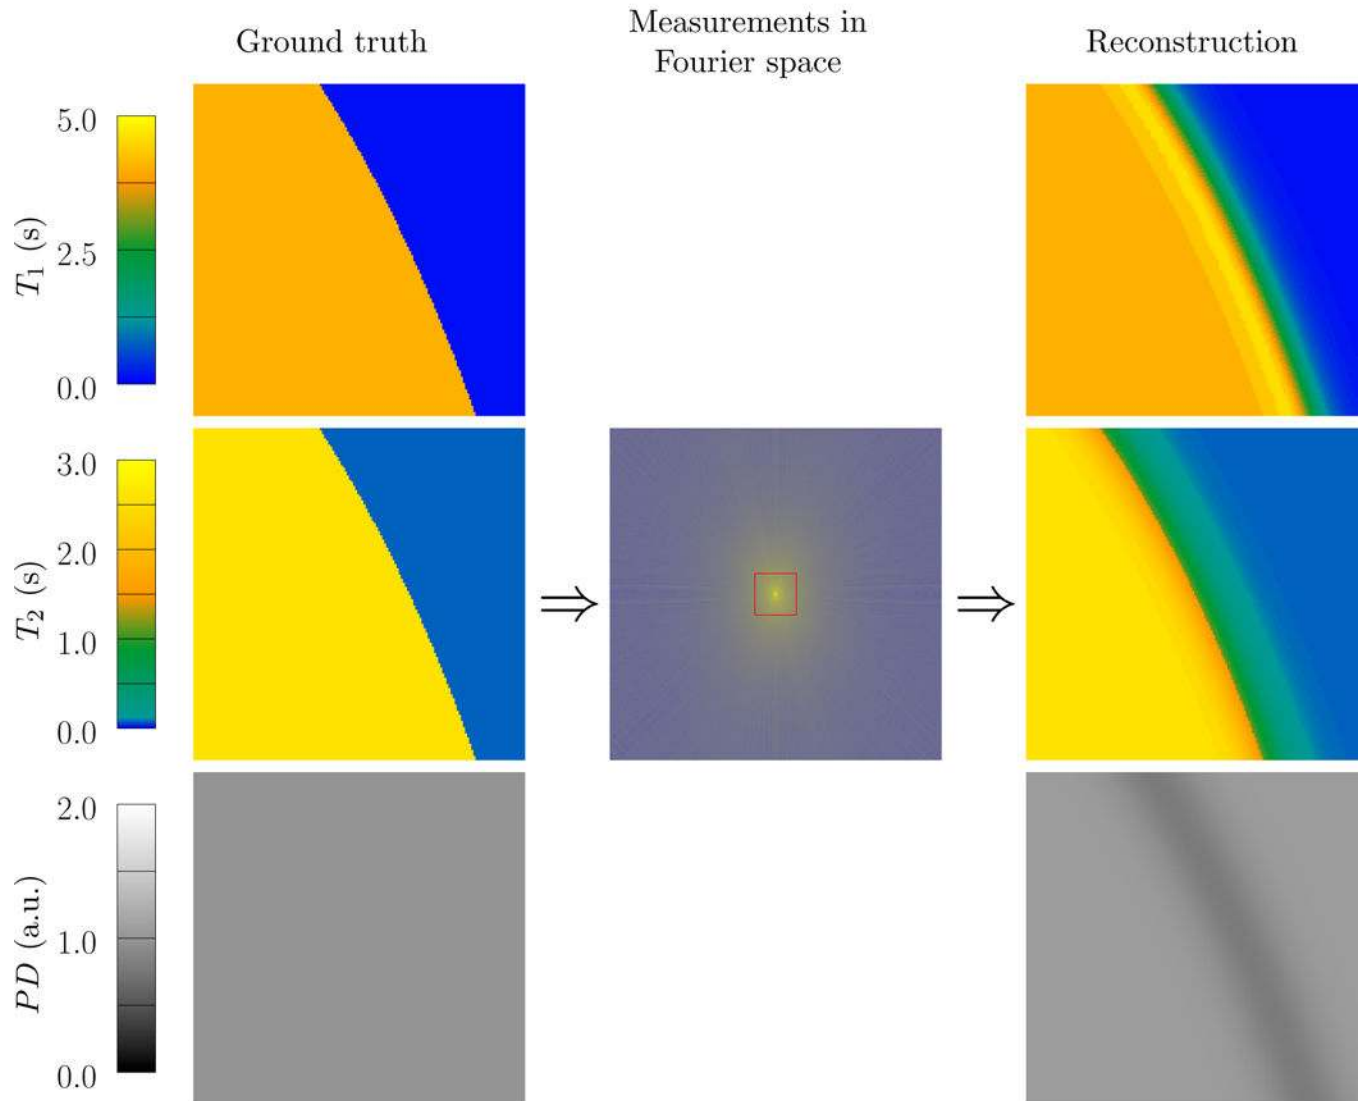 Measurements in
Ground truth
Fourier space
Reconstruction
5.0
2.5
0.0
T₁ (s)
3.0
2.0
1.0
0.0
T₂ (s)
⇒
⇒
2.0
1.0
0.0
PD (a.u.)